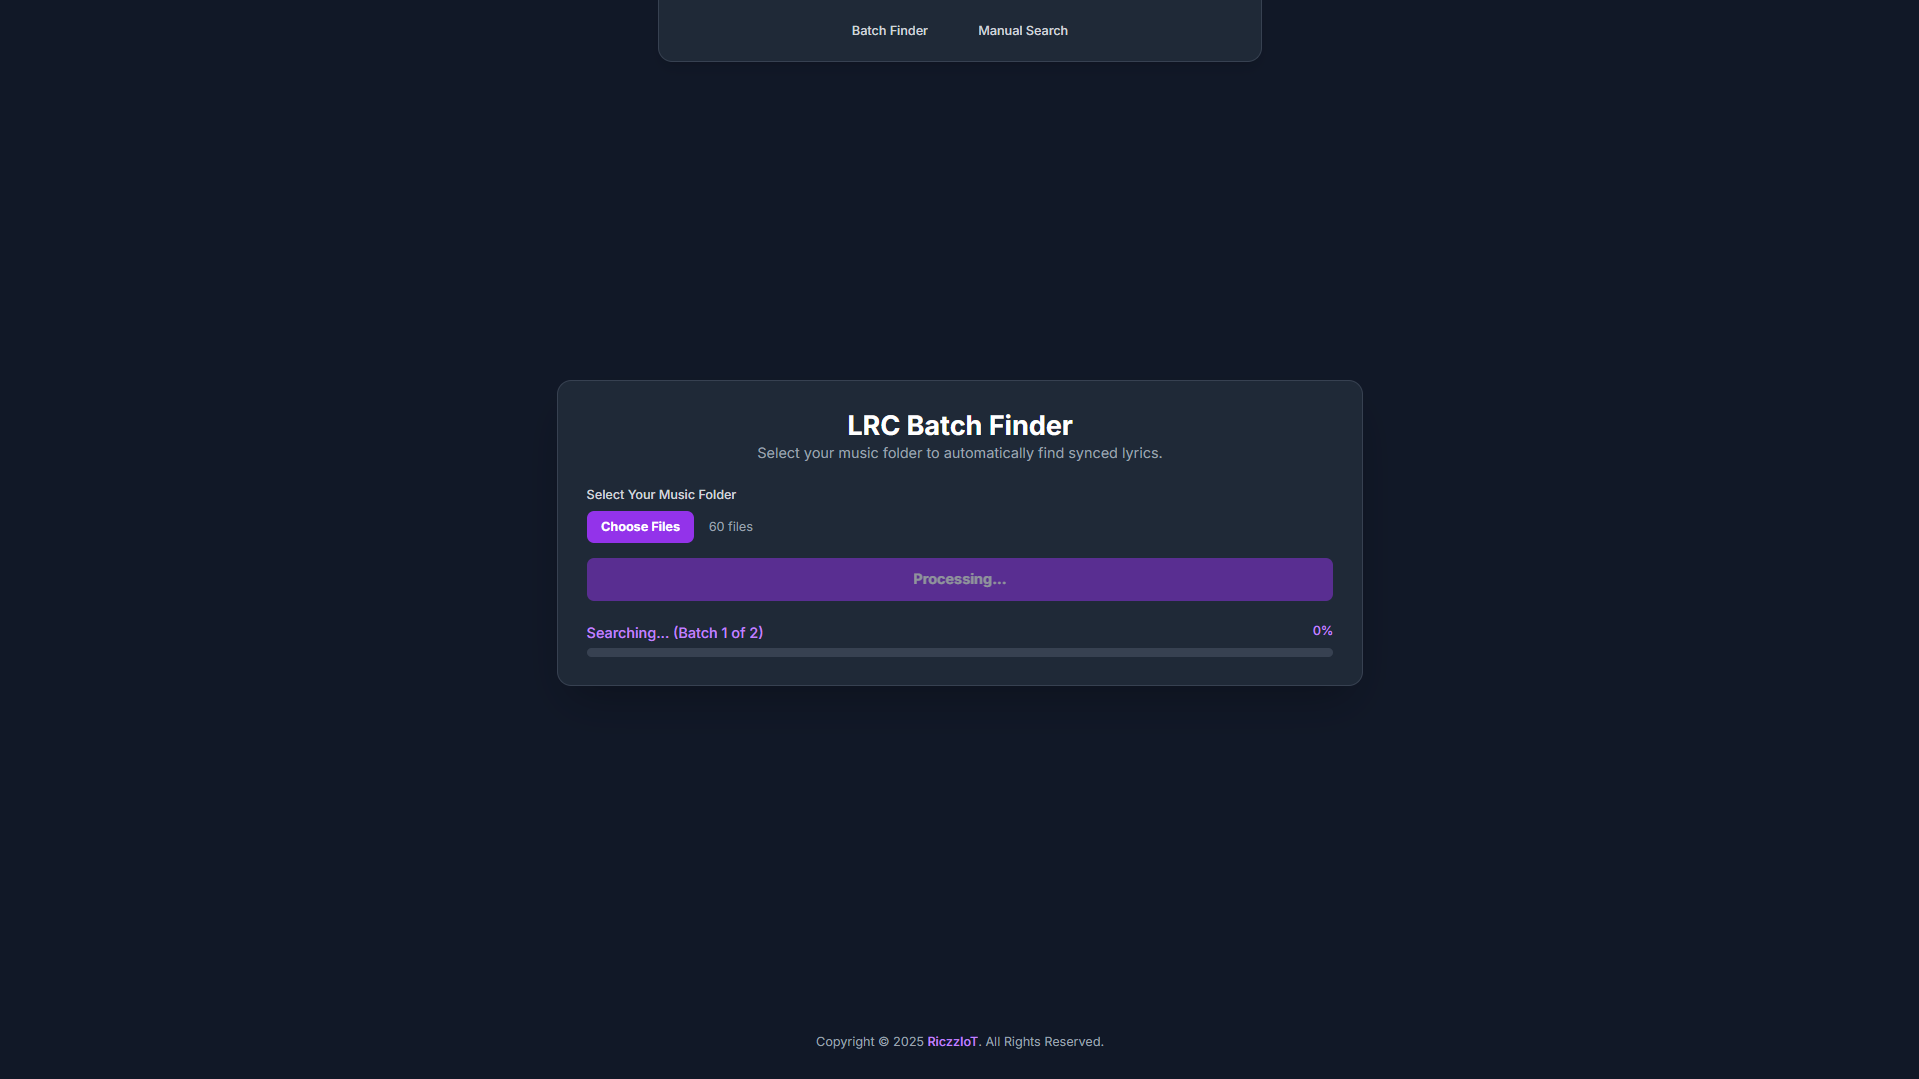 Batch Finder Manual Search
LRC Batch Finder
Select your music folder to automatically find synced lyrics.
Select Your Music Folder
Choose Files 60 files
Processing...
Searching... (Batch 1 of 2) 0%
Copyright © 2025 RiczzIoT. All Rights Reserved.